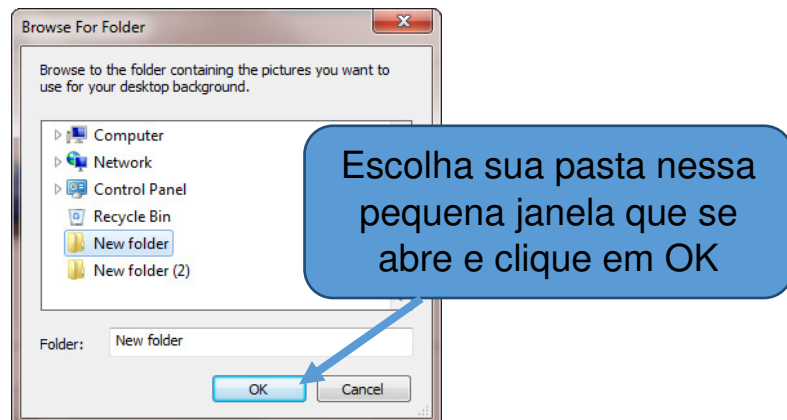 Browse For Folder
Browse to the folder containing the pictures you want to
use for your desktop background.
Computer
Network
Control Panel
Recycle Bin
New folder
New folder (2)
Escolha sua pasta nessa
pequena janela que se
abre e clique em OK
Folder: New folder
OK Cancel